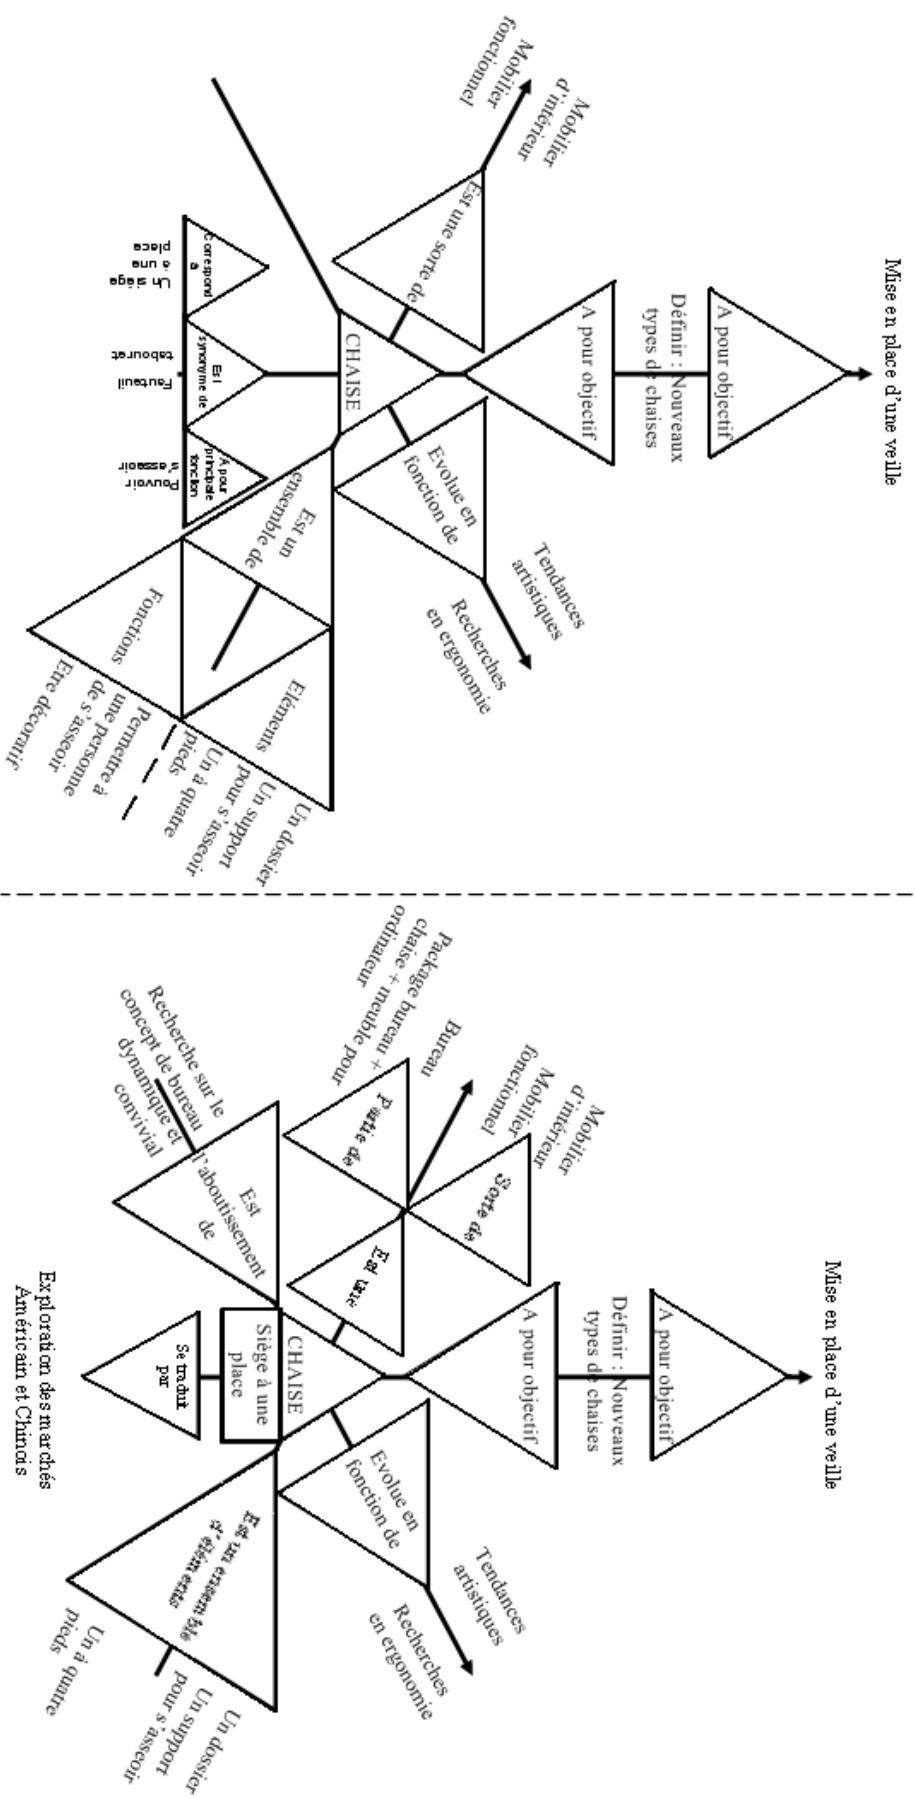 Mise en place d'une veille
A pour objectif
Définir : Nouveaux
types de chaises
A pour objectif
Mobilier
d'intérieur
Mobilier
fonctionnel
Est une sorte de
Evolue en
fonction de
Tendances
artistiques
Recherches
en ergonomie
CHAISE
Correspond
à
Un siège
à une
place
Est
synonyme de
Fauteuil
tabouret
A pour
principale
fonction
Pouvoir
s'asseoir
Est un
ensemble de
Eléments
Un dossier
Un support
pour s'asseoir
Un à quatre
pieds
Fonctions
Permettre à
une personne
de s'asseoir
Etre décoratif
Mise en place d'une veille
A pour objectif
Définir : Nouveaux
types de chaises
A pour objectif
Mobilier
d'intérieur
Mobilier
fonctionnel
Sorte de
Bureau
Package bureau +
chaise + meuble pour
ordinateur
Partie de
Est une
Evolue en
fonction de
Tendances
artistiques
Recherches
en ergonomie
CHAISE
Siège à une
place
Est
l'aboutissement
de
Recherche sur le
concept de bureau
dynamique et
convivial
Se traduit
par
Exploration des marchés
Américain et Chinois
Est un ensemble
d'éléments
Un dossier
Un support
pour s'asseoir
Un à quatre
pieds